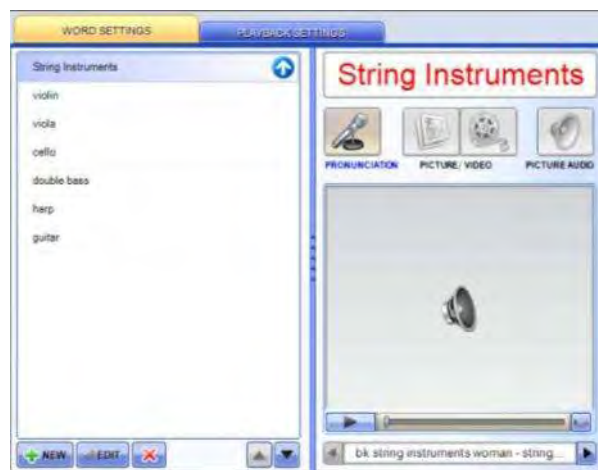 WORD SETTINGS
PLAYBACK SETTINGS
String Instruments
violin
viola
cello
double bass
harp
guitar
NEW
EDIT
String Instruments
PRONUNCIATION
PICTURE/ VIDEO
PICTURE AUDIO
bk string instruments woman - string...